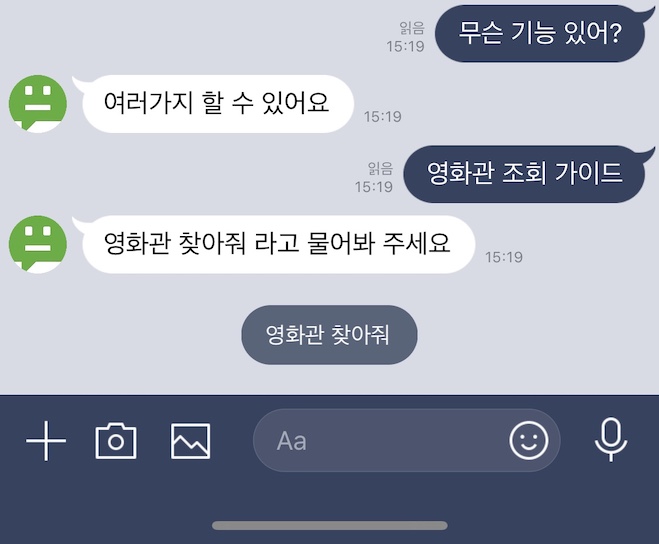 무슨 기능 있어?
읽음
15:19
여러가지 할 수 있어요
15:19
영화관 조회 가이드
읽음
15:19
영화관 찾아줘 라고 물어봐 주세요
15:19
영화관 찾아줘
Aa